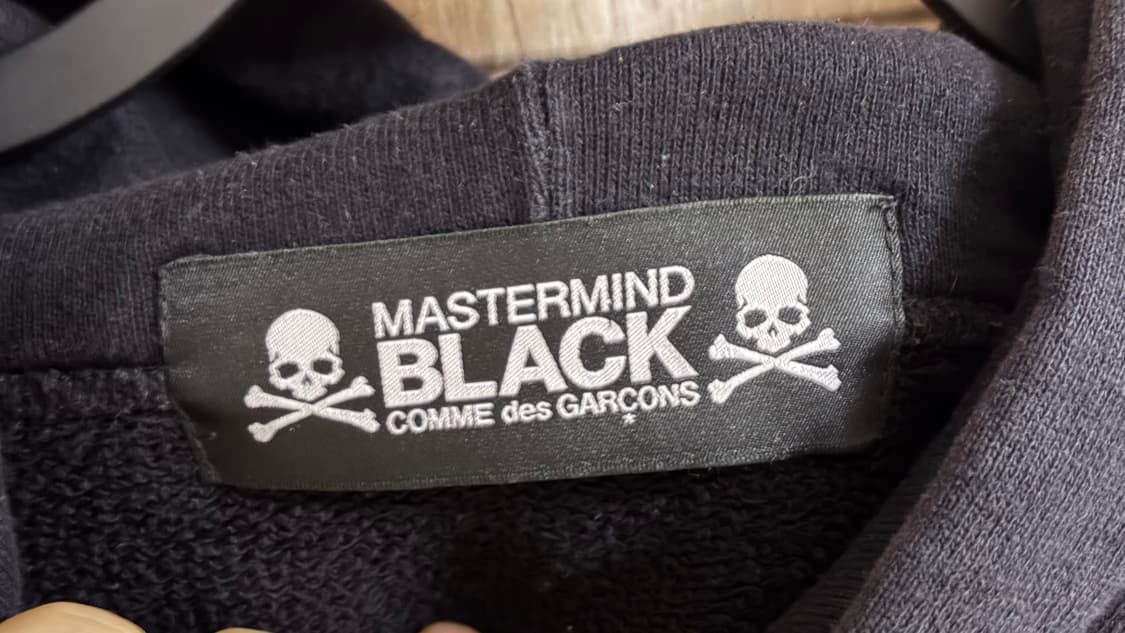 MASTERMIND
BLACK
COMME des GARÇONS
*